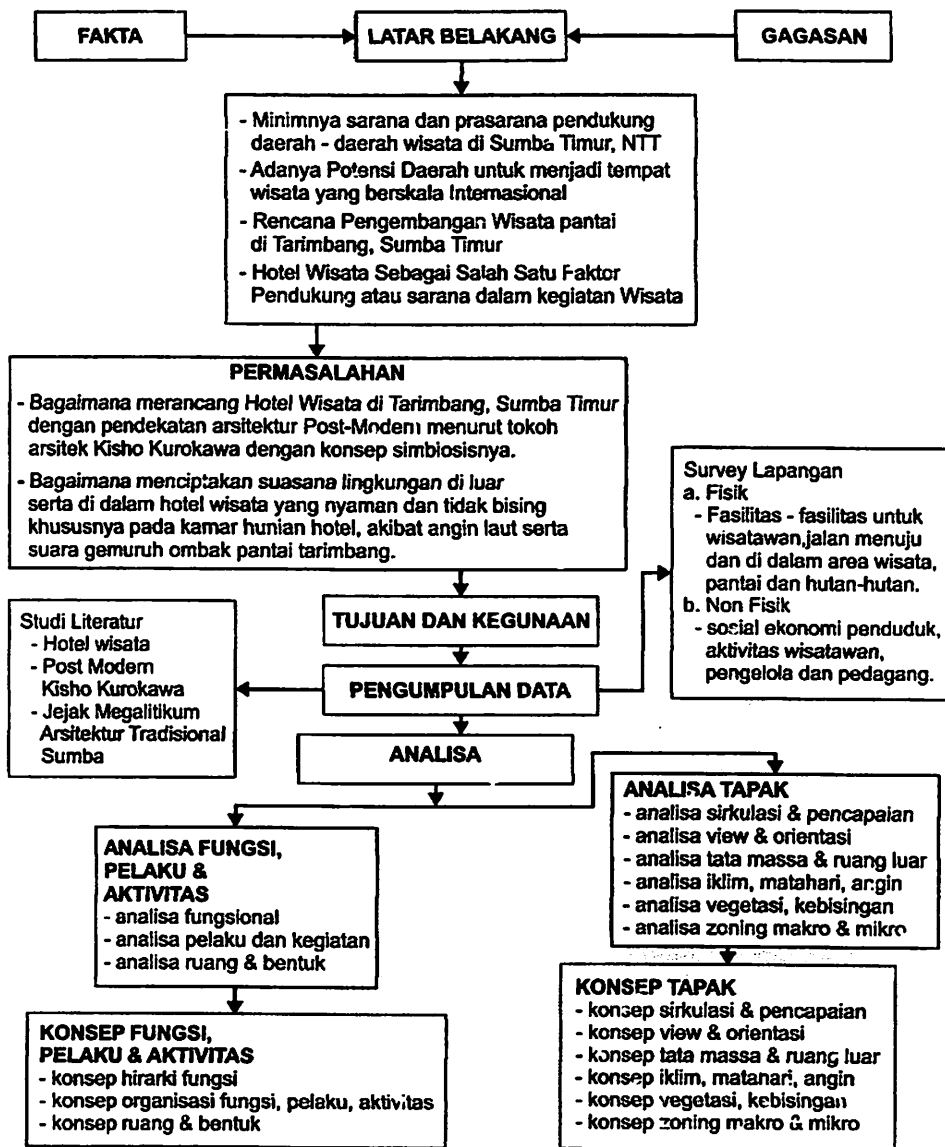 FAKTA
LATAR BELAKANG
GAGASAN
- Minimnya sarana dan prasarana pendukung
daerah - daerah wisata di Sumba Timur, NTT
- Adanya Potensi Daerah untuk menjadi tempat
wisata yang berskala Internasional
- Rencana Pengembangan Wisata pantai
di Tarimbang, Sumba Timur
- Hotel Wisata Sebagai Salah Satu Faktor
Pendukung atau sarana dalam kegiatan Wisata
PERMASALAHAN
- Bagaimana merancang Hotel Wisata di Tarimbang, Sumba Timur
dengan pendekatan arsitektur Post-Modern menurut tokoh
arsitek Kisho Kurokawa dengan konsep simbiosisnya.
- Bagaimana menciptakan suasana lingkungan di luar
serta di dalam hotel wisata yang nyaman dan tidak bising
khususnya pada kamar hunian hotel, akibat angin laut serta
suara gemuruh ombak pantai tarimbang.
Survey Lapangan
a. Fisik
- Fasilitas - fasilitas untuk
wisatawan,jalan menuju
dan di dalam area wisata,
pantai dan hutan-hutan.
b. Non Fisik
- sosial ekonomi penduduk,
aktivitas wisatawan,
pengelola dan pedagang.
TUJUAN DAN KEGUNAAN
Studi Literatur
- Hotel wisata
- Post Modern
Kisho Kurokawa
- Jejak Megalitikum
Arsitektur Tradisional
Sumba
PENGUMPULAN DATA
ANALISA
ANALISA FUNGSI,
PELAKU &
AKTIVITAS
- analisa fungsional
- analisa pelaku dan kegiatan
- analisa ruang & bentuk
ANALISA TAPAK
- analisa sirkulasi & pencapaian
- analisa view & orientasi
- analisa tata massa & ruang luar
- analisa iklim, matahari, angin
- analisa vegetasi, kebisingan
- analisa zoning makro & mikro
KONSEP FUNGSI,
PELAKU & AKTIVITAS
- konsep hirarki fungsi
- konsep organisasi fungsi, pelaku, aktivitas
- konsep ruang & bentuk
KONSEP TAPAK
- konsep sirkulasi & pencapaian
- konsep view & orientasi
- konsep tata massa & ruang luar
- konsep iklim, matahari, angin
- konsep vegetasi, kebisingan
- konsep zoning makro & mikro